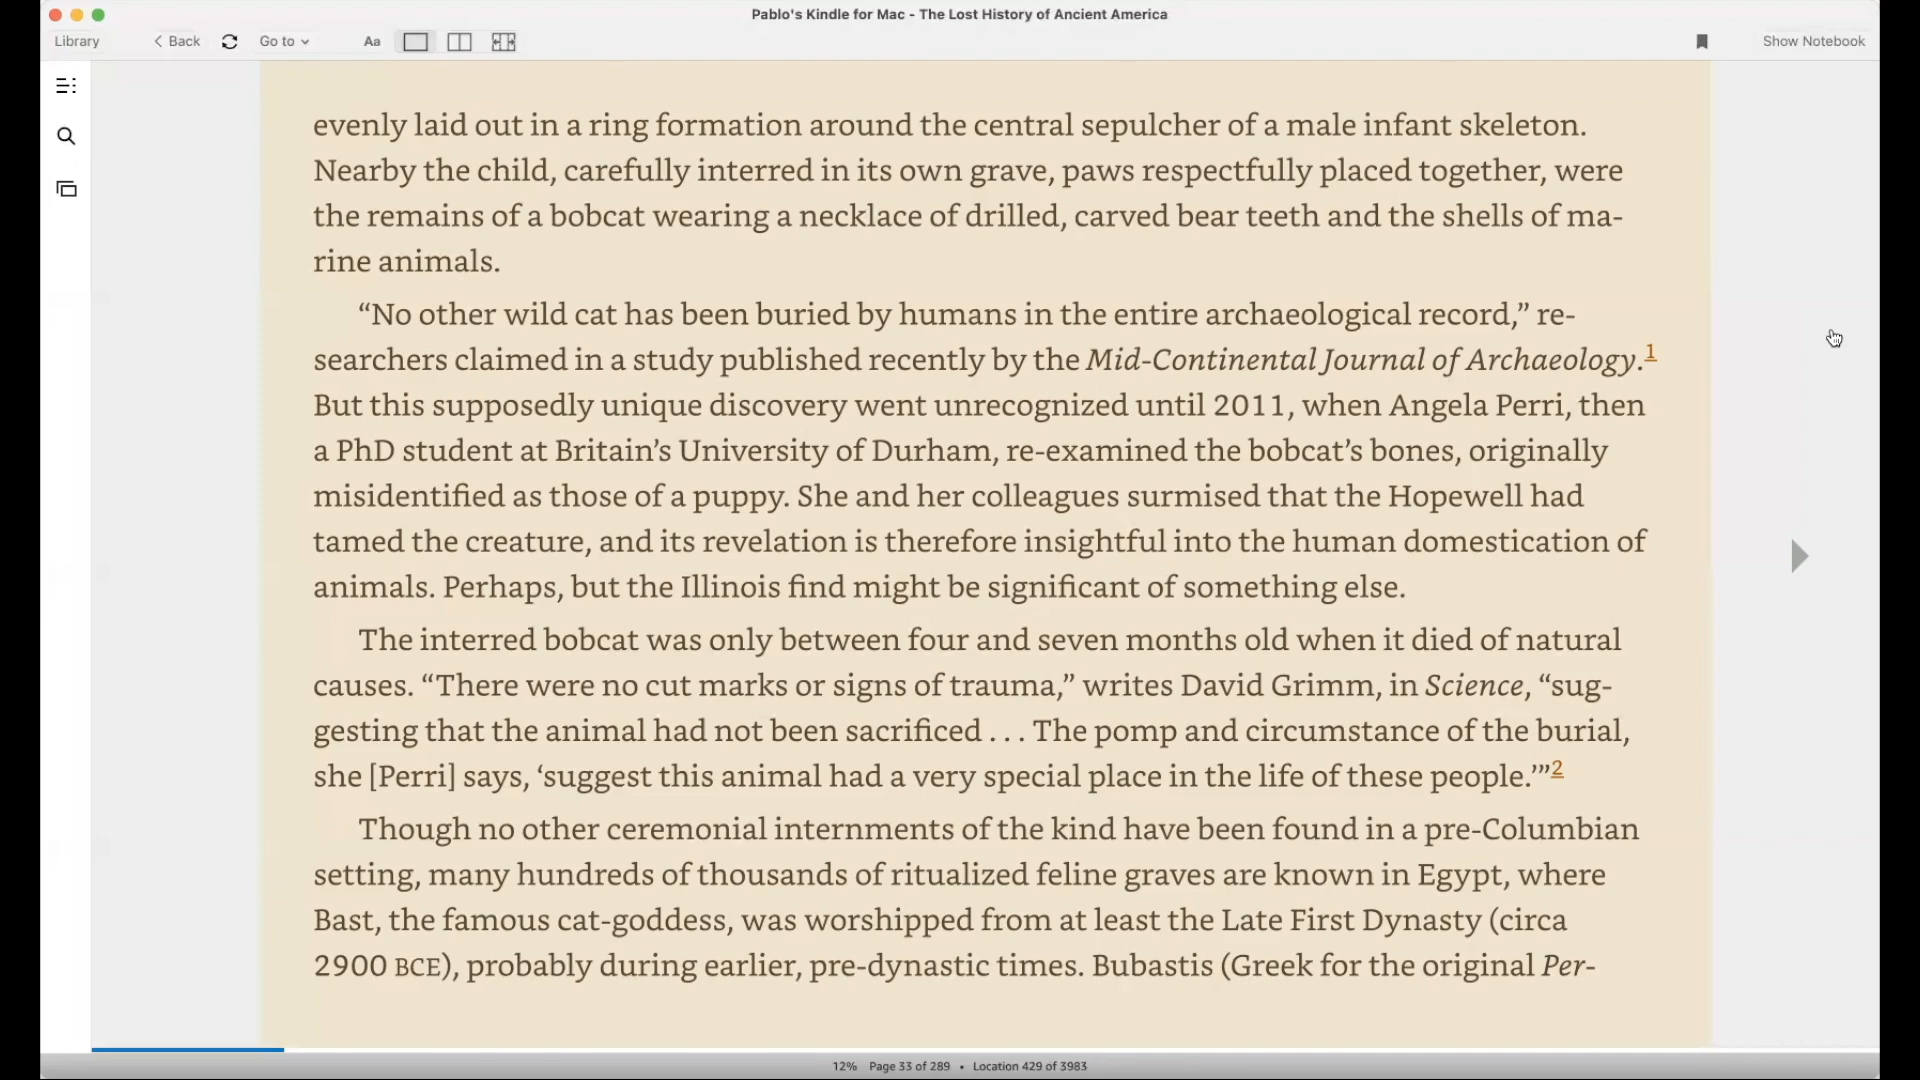 Pablo's Kindle for Mac - The Lost History of Ancient America
Library
Back
Go to
Aa
Show Notebook
evenly laid out in a ring formation around the central sepulcher of a male infant skeleton.
Nearby the child, carefully interred in its own grave, paws respectfully placed together, were
the remains of a bobcat wearing a necklace of drilled, carved bear teeth and the shells of ma-
rine animals.
“No other wild cat has been buried by humans in the entire archaeological record,” re-
searchers claimed in a study published recently by the Mid-Continental Journal of Archaeology.1
But this supposedly unique discovery went unrecognized until 2011, when Angela Perri, then
a PhD student at Britain’s University of Durham, re-examined the bobcat’s bones, originally
misidentified as those of a puppy. She and her colleagues surmised that the Hopewell had
tamed the creature, and its revelation is therefore insightful into the human domestication of
animals. Perhaps, but the Illinois find might be significant of something else.
The interred bobcat was only between four and seven months old when it died of natural
causes. “There were no cut marks or signs of trauma,” writes David Grimm, in Science, “sug-
gesting that the animal had not been sacrificed . . . The pomp and circumstance of the burial,
she [Perri] says, ‘suggest this animal had a very special place in the life of these people.’”2
Though no other ceremonial internments of the kind have been found in a pre-Columbian
setting, many hundreds of thousands of ritualized feline graves are known in Egypt, where
Bast, the famous cat-goddess, was worshipped from at least the Late First Dynasty (circa
2900 BCE), probably during earlier, pre-dynastic times. Bubastis (Greek for the original Per-
12% Page 33 of 289 • Location 429 of 3983